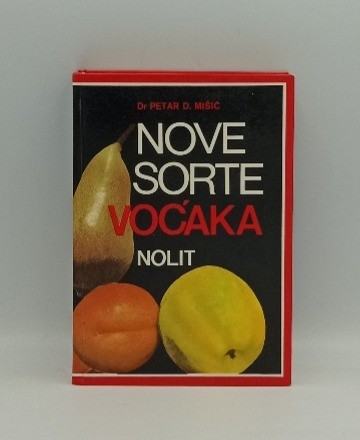 Dr PETAR D. MIŠIĆ
NOVE
SORTE
VOĆAKA
NOLIT